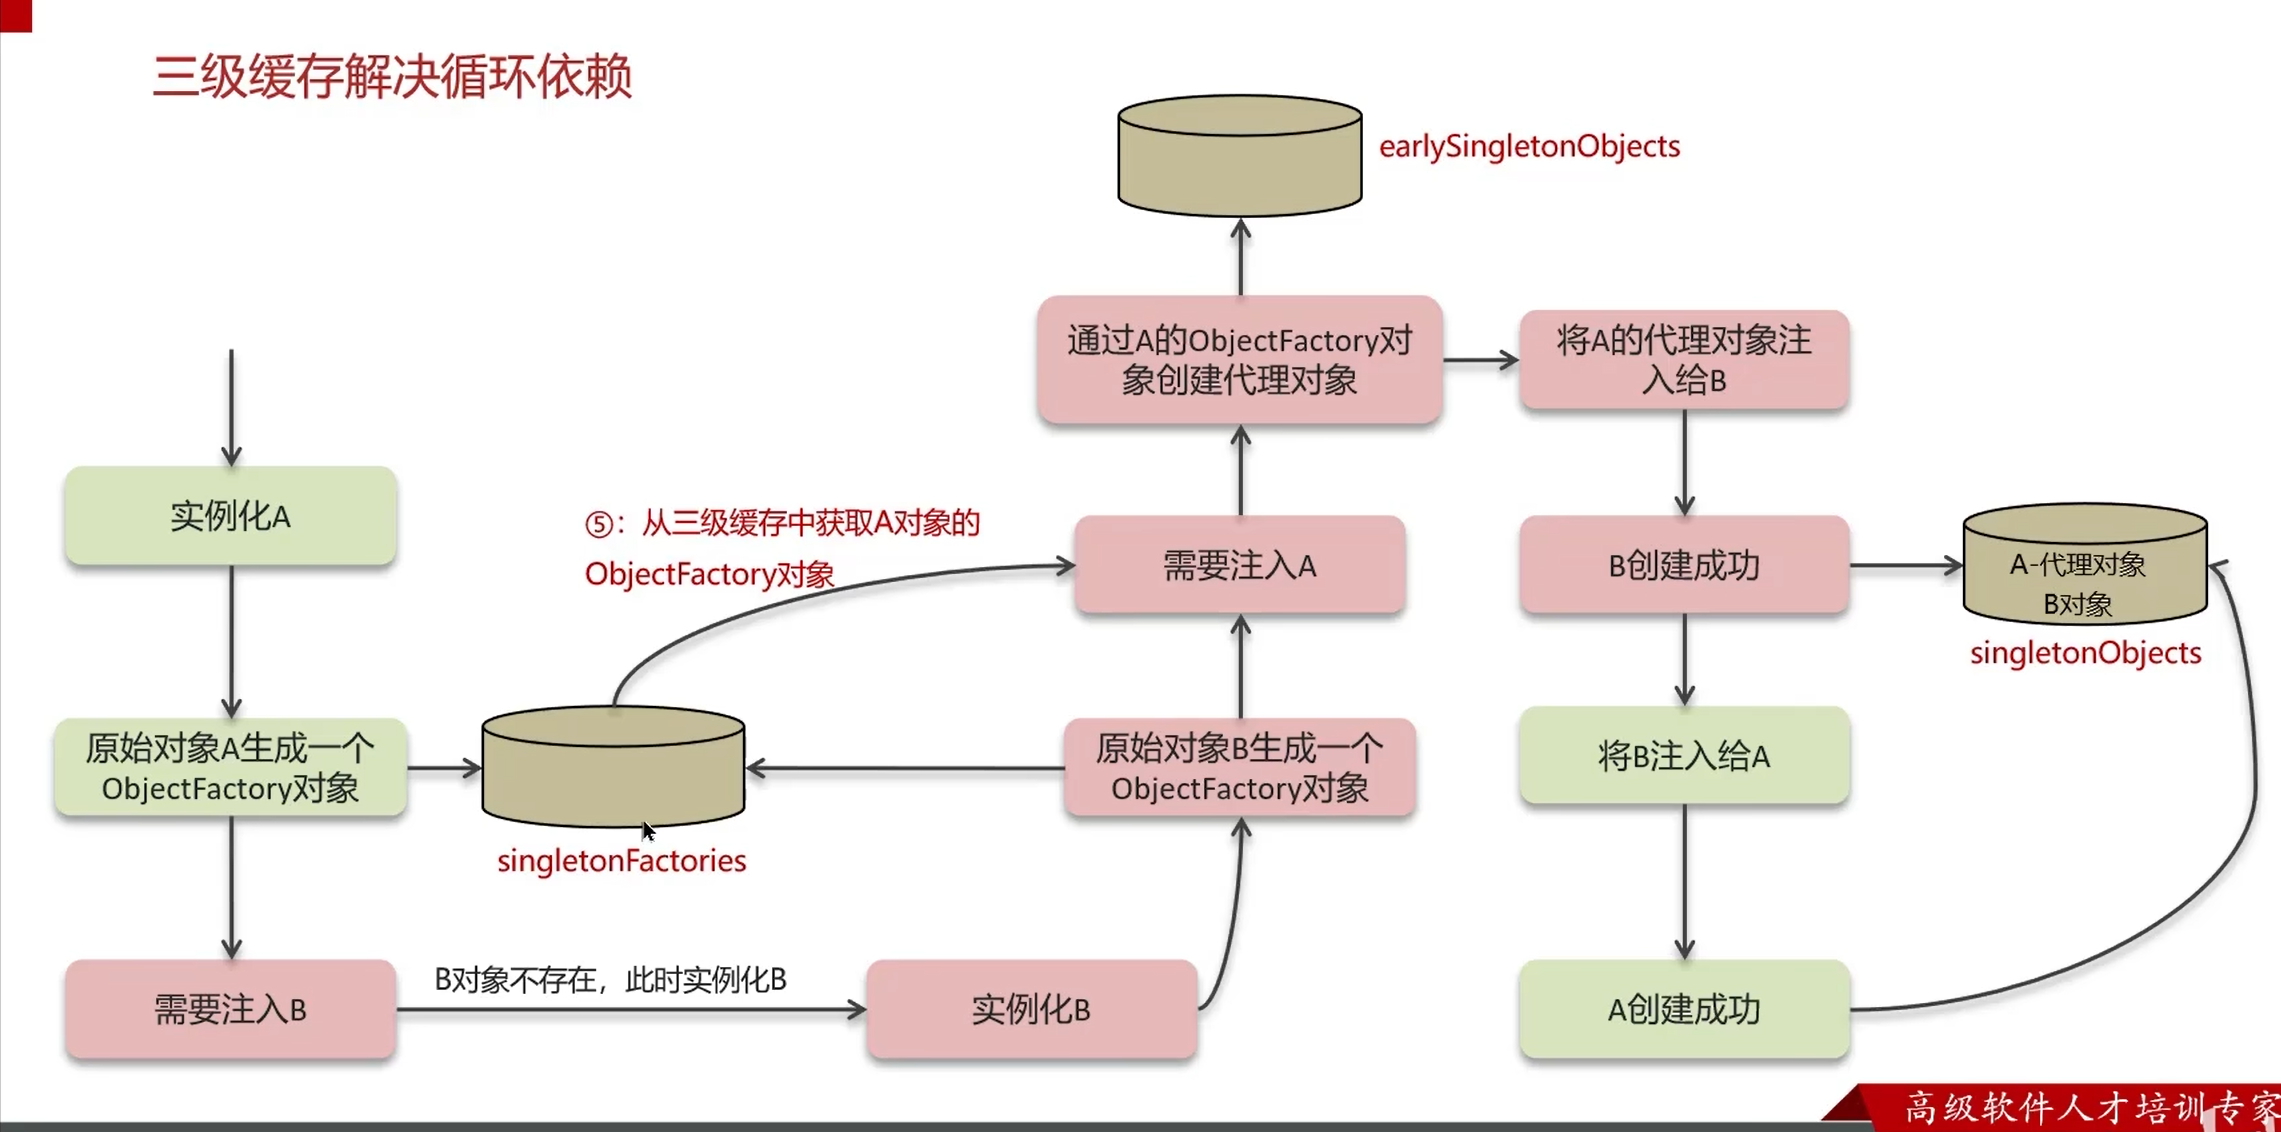 三级缓存解决循环依赖
earlySingletonObjects
通过A的ObjectFactory对
象创建代理对象
将A的代理对象注
入给B
实例化A
⑤：从三级缓存中获取A对象的
ObjectFactory对象
需要注入A
B创建成功
A-代理对象
B对象
singletonObjects
原始对象A生成一个
ObjectFactory对象
singletonFactories
原始对象B生成一个
ObjectFactory对象
将B注入给A
需要注入B
B对象不存在，此时实例化B
实例化B
A创建成功
高级软件人才培训专家